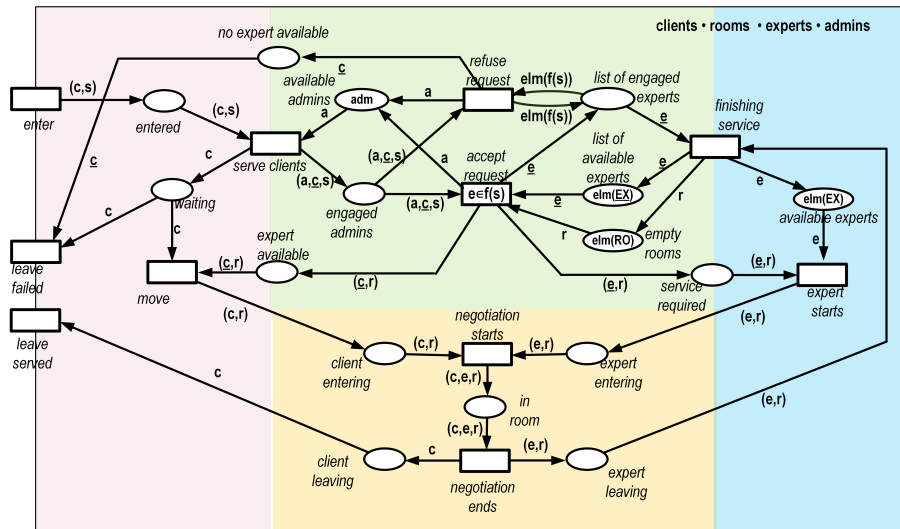 clients • rooms • experts • admins
no expert available
refuse
request
c
elm(f(s))
list of engaged
experts
available
admins
adm
a
elm(f(s))
(c,s)
enter
entered
(c,s)
a
e
finishing
service
c
c
serve clients
(a,c,s)
(a,c,s)
a
accept
request
e
list of
available
experts
e
e
r
e
waiting
engaged
admins
(a,c,s)
e∈f(s)
e
elm(EX)
elm(EX)
available experts
c
c
r
elm(RO)
empty
rooms
e
expert
available
leave
failed
move
(c,r)
(c,r)
(e,r)
service
required
(e,r)
expert
starts
leave
served
(c,r)
negotiation
starts
(e,r)
(c,r)
(e,r)
client
entering
(c,e,r)
expert
entering
c
in
room
(e,r)
(c,e,r)
c
(e,r)
client
leaving
negotiation
ends
expert
leaving